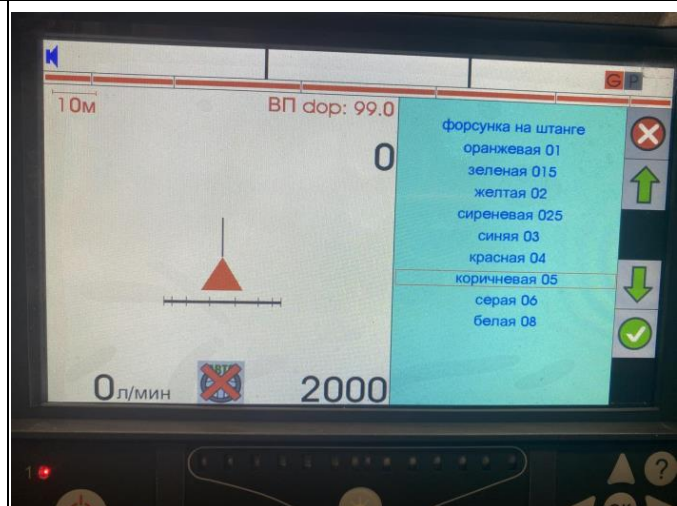 G P
10м
ВП dop: 99.0
0
форсунка на штанге
оранжевая 01
зеленая 015
желтая 02
сиреневая 025
синяя 03
красная 04
коричневая 05
серая 06
белая 08
0 л/мин
2000
1
?